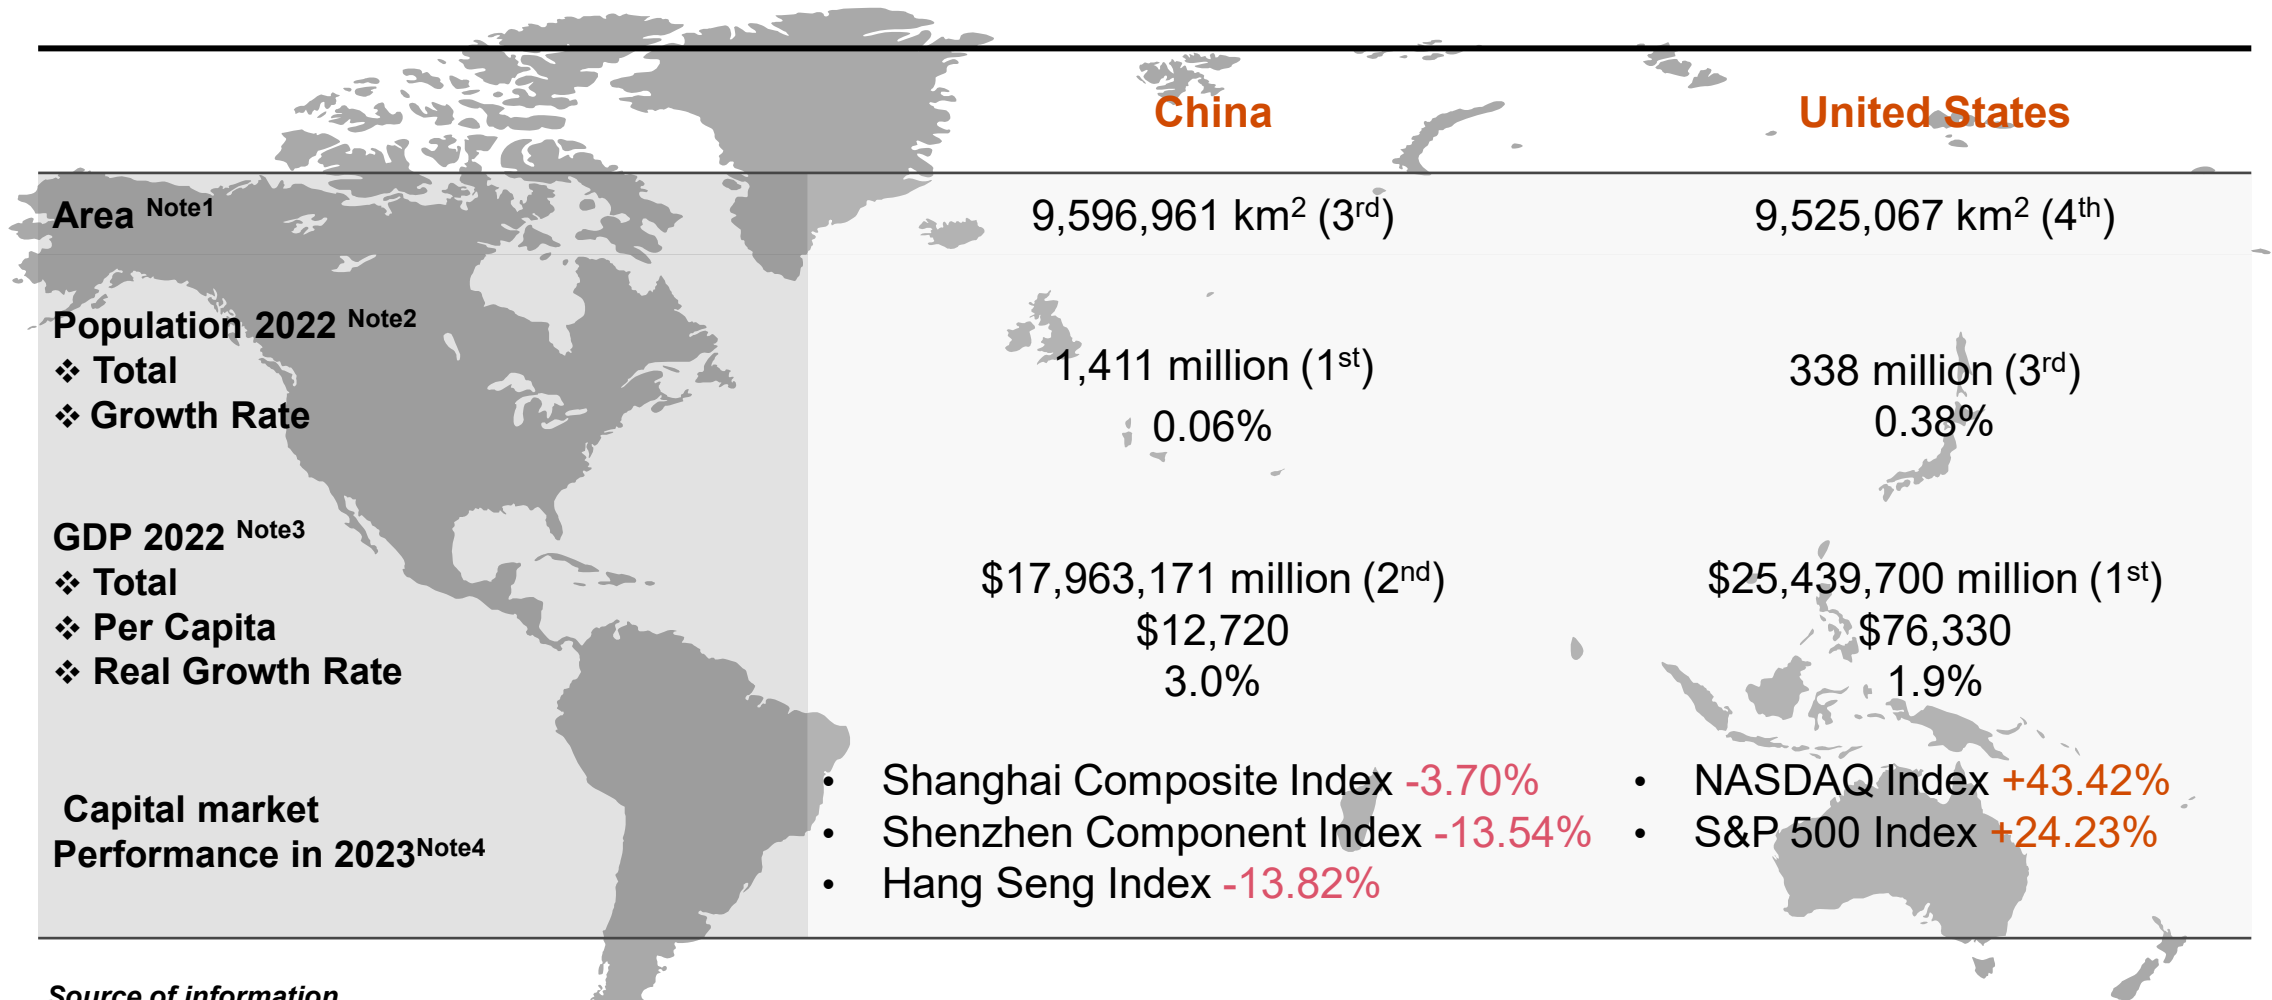 China United States
Area Note1 9,596,961 km² (3rd) 9,525,067 km² (4th)
Population 2022 Note2
❖ Total 1,411 million (1st) 338 million (3rd)
❖ Growth Rate 0.06% 0.38%
GDP 2022 Note3
❖ Total $17,963,171 million (2nd) $25,439,700 million (1st)
❖ Per Capita $12,720 $76,330
❖ Real Growth Rate 3.0% 1.9%
Capital market
Performance in 2023Note4
• Shanghai Composite Index -3.70%
• Shenzhen Component Index -13.54%
• Hang Seng Index -13.82%
• NASDAQ Index +43.42%
• S&P 500 Index +24.23%
Source of information